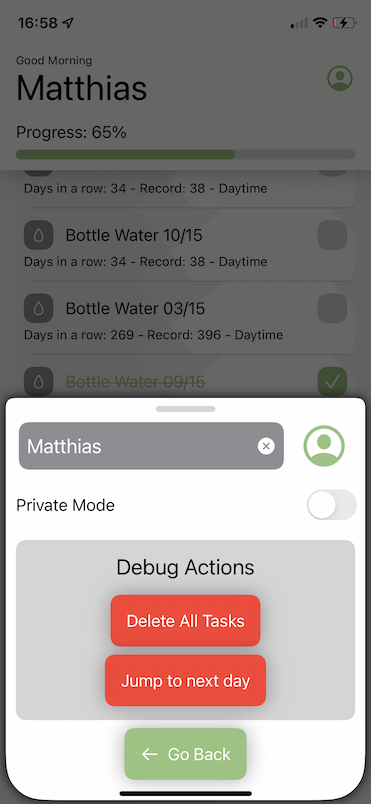 16:58
Good Morning
Matthias
Progress: 65%
Days in a row: 34 - Record: 38 - Daytime
Bottle Water 10/15
Days in a row: 34 - Record: 38 - Daytime
Bottle Water 03/15
Days in a row: 269 - Record: 396 - Daytime
Bottle Water 09/15
Matthias
Private Mode
Debug Actions
Delete All Tasks
Jump to next day
Go Back